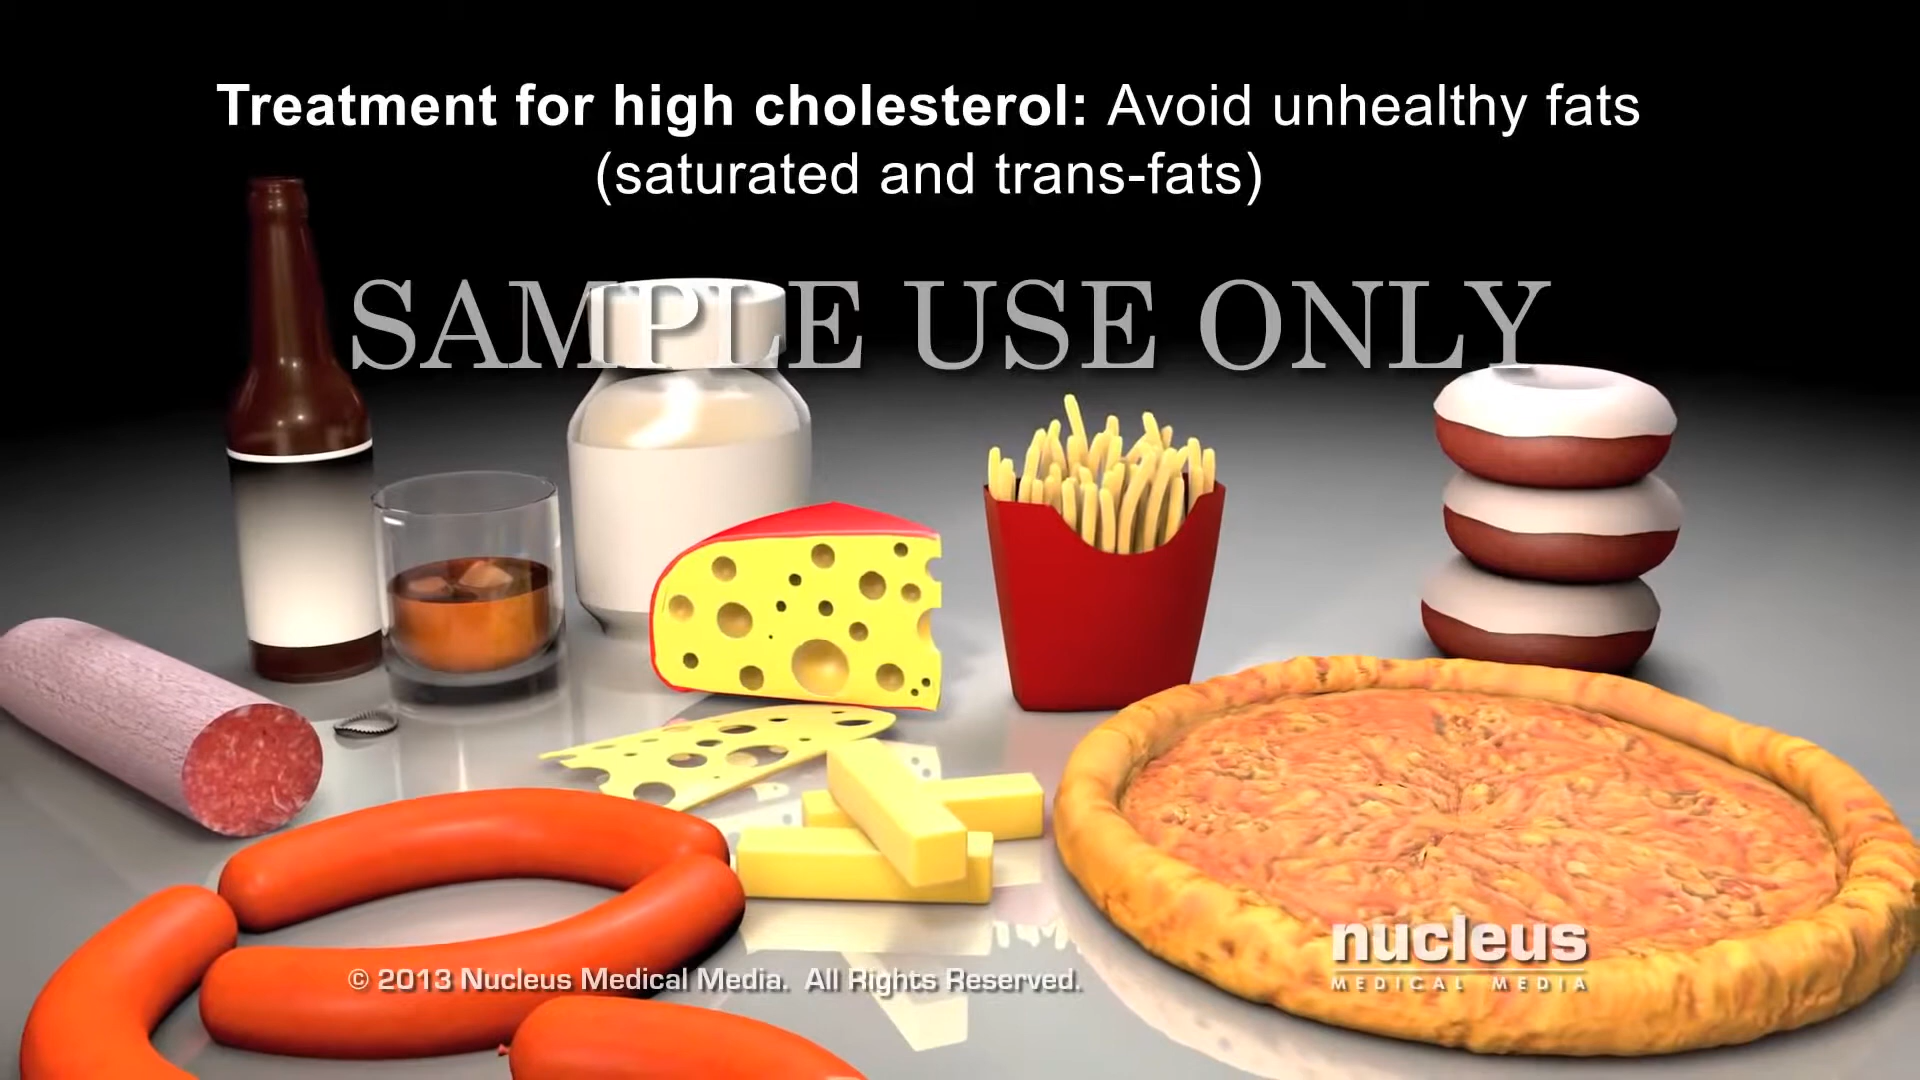 Treatment for high cholesterol: Avoid unhealthy fats
(saturated and trans-fats)
SAMPLE USE ONLY
nucleus
MEDICAL MEDIA
© 2013 Nucleus Medical Media. All Rights Reserved.